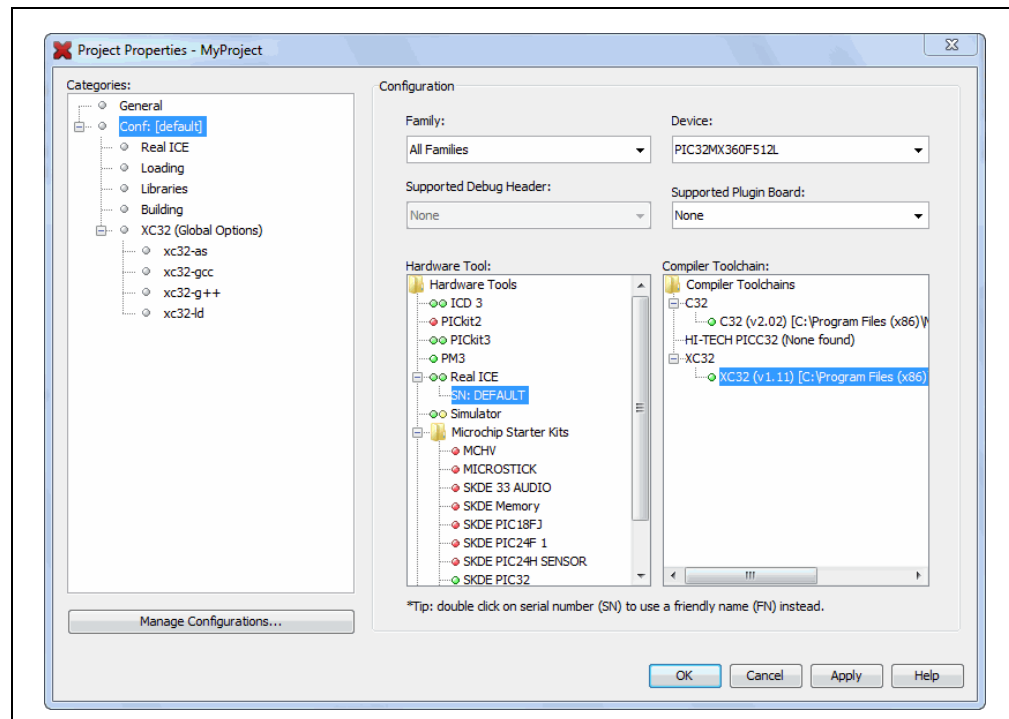 Project Properties - MyProject
Categories:
General
Conf: [default]
Real ICE
Loading
Libraries
Building
XC32 (Global Options)
xc32-as
xc32-gcc
xc32-g++
xc32-ld
Manage Configurations...
Configuration
Family:
All Families
Device:
PIC32MX360F512L
Supported Debug Header:
None
Supported Plugin Board:
None
Hardware Tool:
Hardware Tools
ICD 3
PICkit2
PICkit3
PM3
Real ICE
SN: DEFAULT
Simulator
Microchip Starter Kits
MCHV
MICROSTICK
SKDE 33 AUDIO
SKDE Memory
SKDE PIC18FJ
SKDE PIC24F 1
SKDE PIC24H SENSOR
SKDE PIC32
Compiler Toolchain:
Compiler Toolchains
C32
C32 (v2.02) [C:\Program Files (x86)\
HI-TECH PICC32 (None found)
XC32
XC32 (v1.11) [C:\Program Files (x86)
*Tip: double click on serial number (SN) to use a friendly name (FN) instead.
OK
Cancel
Apply
Help